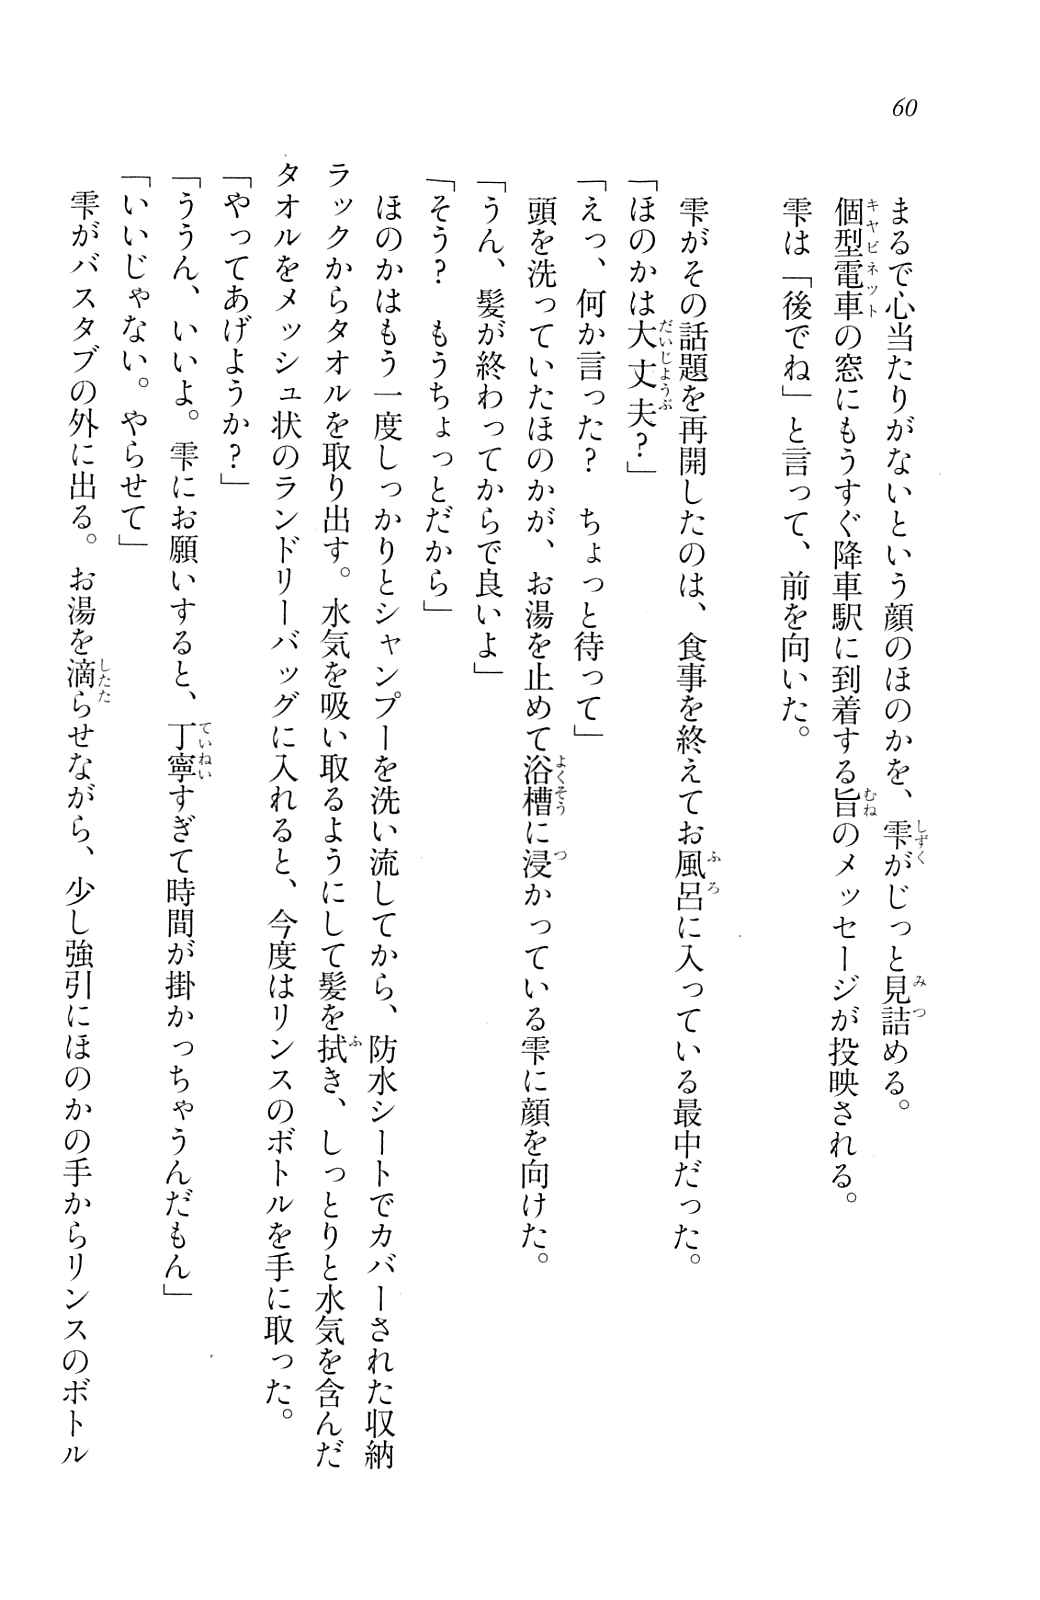 60
まるで心当たりがないという顔のほのかを、雫がじっと見詰める。
個型電車の窓にもうすぐ降車駅に到着する旨のメッセージが投映される。
雫は「後でね」と言って、前を向いた。
雫がその話題を再開したのは、食事を終えてお風呂に入っている最中だった。
「ほのかは大丈夫？」
「えっ、何か言った？　ちょっと待って」
頭を洗っていたほのかが、お湯を止めて浴槽に浸かっている雫に顔を向けた。
「うん、髪が終わってからで良いよ」
「そう？　もうちょっとだから」
ほのかはもう一度しっかりとシャンプーを洗い流してから、防水シートでカバーされた収納
ラックからタオルを取り出す。水気を吸い取るようにして髪を拭き、しっとりと水気を含んだ
タオルをメッシュ状のランドリーバッグに入れると、今度はリンスのボトルを手に取った。
「やってあげようか？」
「ううん、いいよ。雫にお願いすると、丁寧すぎて時間が掛かっちゃうんだもん」
「いいじゃない。やらせて」
雫がバスタブの外に出る。お湯を滴らせながら、少し強引にほのかの手からリンスのボトル